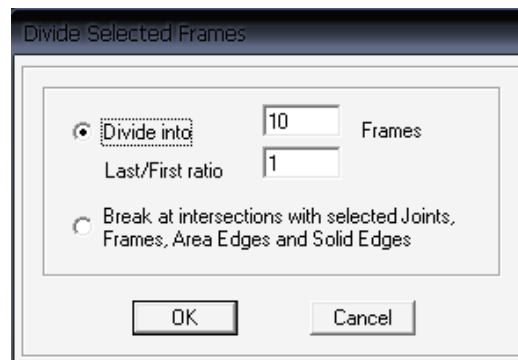 Divide Selected Frames
Divide into 10 Frames
Last/First ratio 1
Break at intersections with selected Joints,
Frames, Area Edges and Solid Edges
OK Cancel